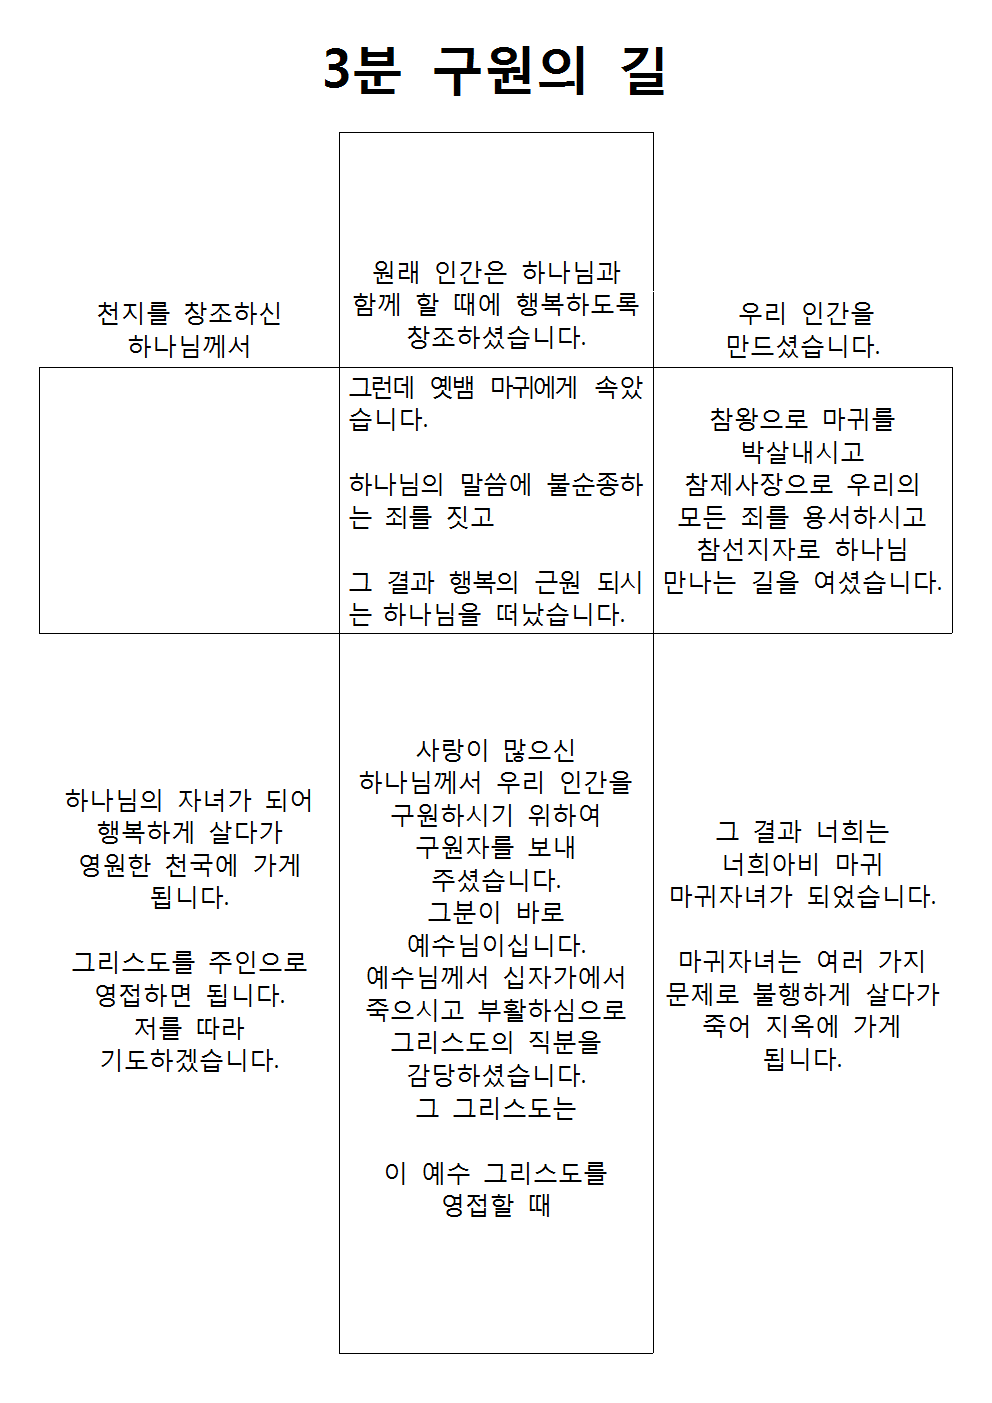 3분 구원의 길
천지를 창조하신
하나님께서
원래 인간은 하나님과
함께 할 때에 행복하도록
창조하셨습니다.
우리 인간을
만드셨습니다.
그런데 옛뱀 마귀에게 속았
습니다.
하나님의 말씀에 불순종하
는 죄를 짓고
그 결과 행복의 근원 되시
는 하나님을 떠났습니다.
참왕으로 마귀를
박살내시고
참제사장으로 우리의
모든 죄를 용서하시고
참선지자로 하나님
만나는 길을 여셨습니다.
하나님의 자녀가 되어
행복하게 살다가
영원한 천국에 가게
됩니다.
그리스도를 주인으로
영접하면 됩니다.
저를 따라
기도하겠습니다.
사랑이 많으신
하나님께서 우리 인간을
구원하시기 위하여
구원자를 보내
주셨습니다.
그분이 바로
예수님이십니다.
예수님께서 십자가에서
죽으시고 부활하심으로
그리스도의 직분을
감당하셨습니다.
그 그리스도는
이 예수 그리스도를
영접할 때
그 결과 너희는
너희아비 마귀
마귀자녀가 되었습니다.
마귀자녀는 여러 가지
문제로 불행하게 살다가
죽어 지옥에 가게
됩니다.